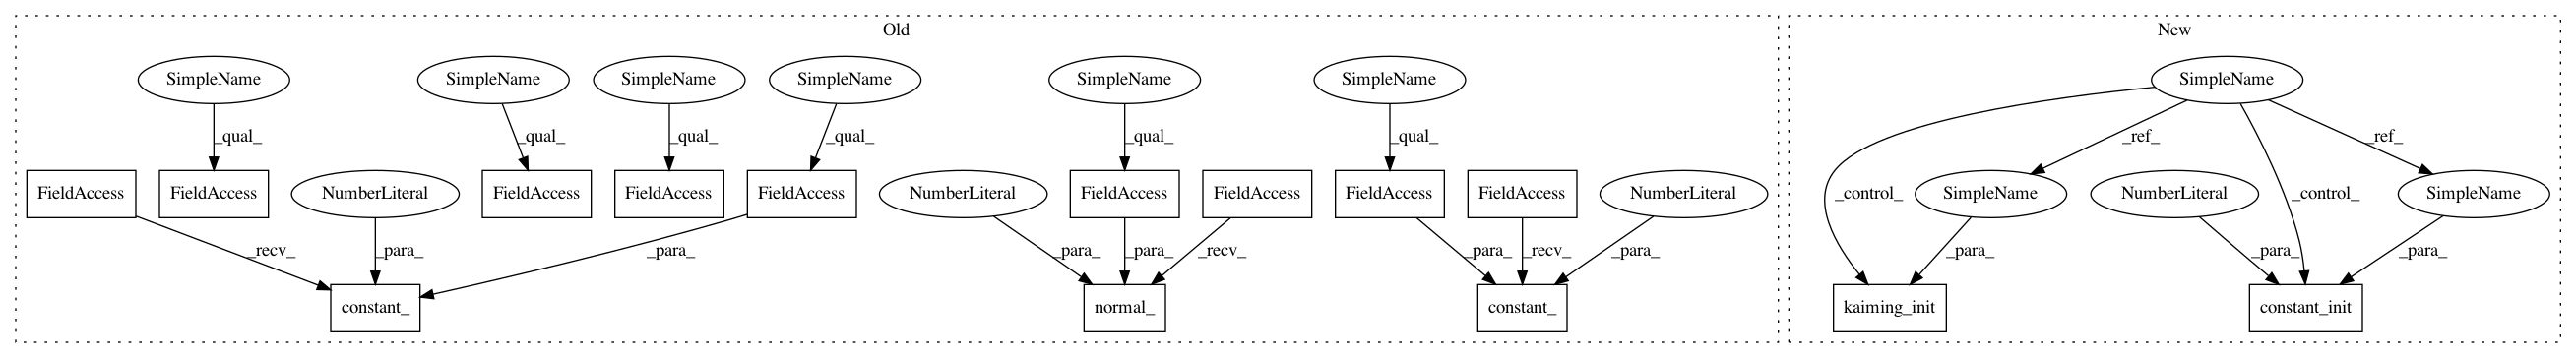 Old
New
SimpleName
SimpleName
SimpleName
SimpleName
SimpleName
SimpleName
SimpleName
_qual_
_qual_
_qual_
_qual_
_qual_
_qual_
_ref_
_ref_
FieldAccess
FieldAccess
NumberLiteral
FieldAccess
FieldAccess
FieldAccess
NumberLiteral
FieldAccess
FieldAccess
FieldAccess
FieldAccess
NumberLiteral
_control_
SimpleName
NumberLiteral
_control_
SimpleName
_recv_
_para_
_para_
_para_
_para_
_recv_
_para_
_recv_
_para_
_para_
_para_
_para_
constant_
normal_
constant_
kaiming_init
constant_init